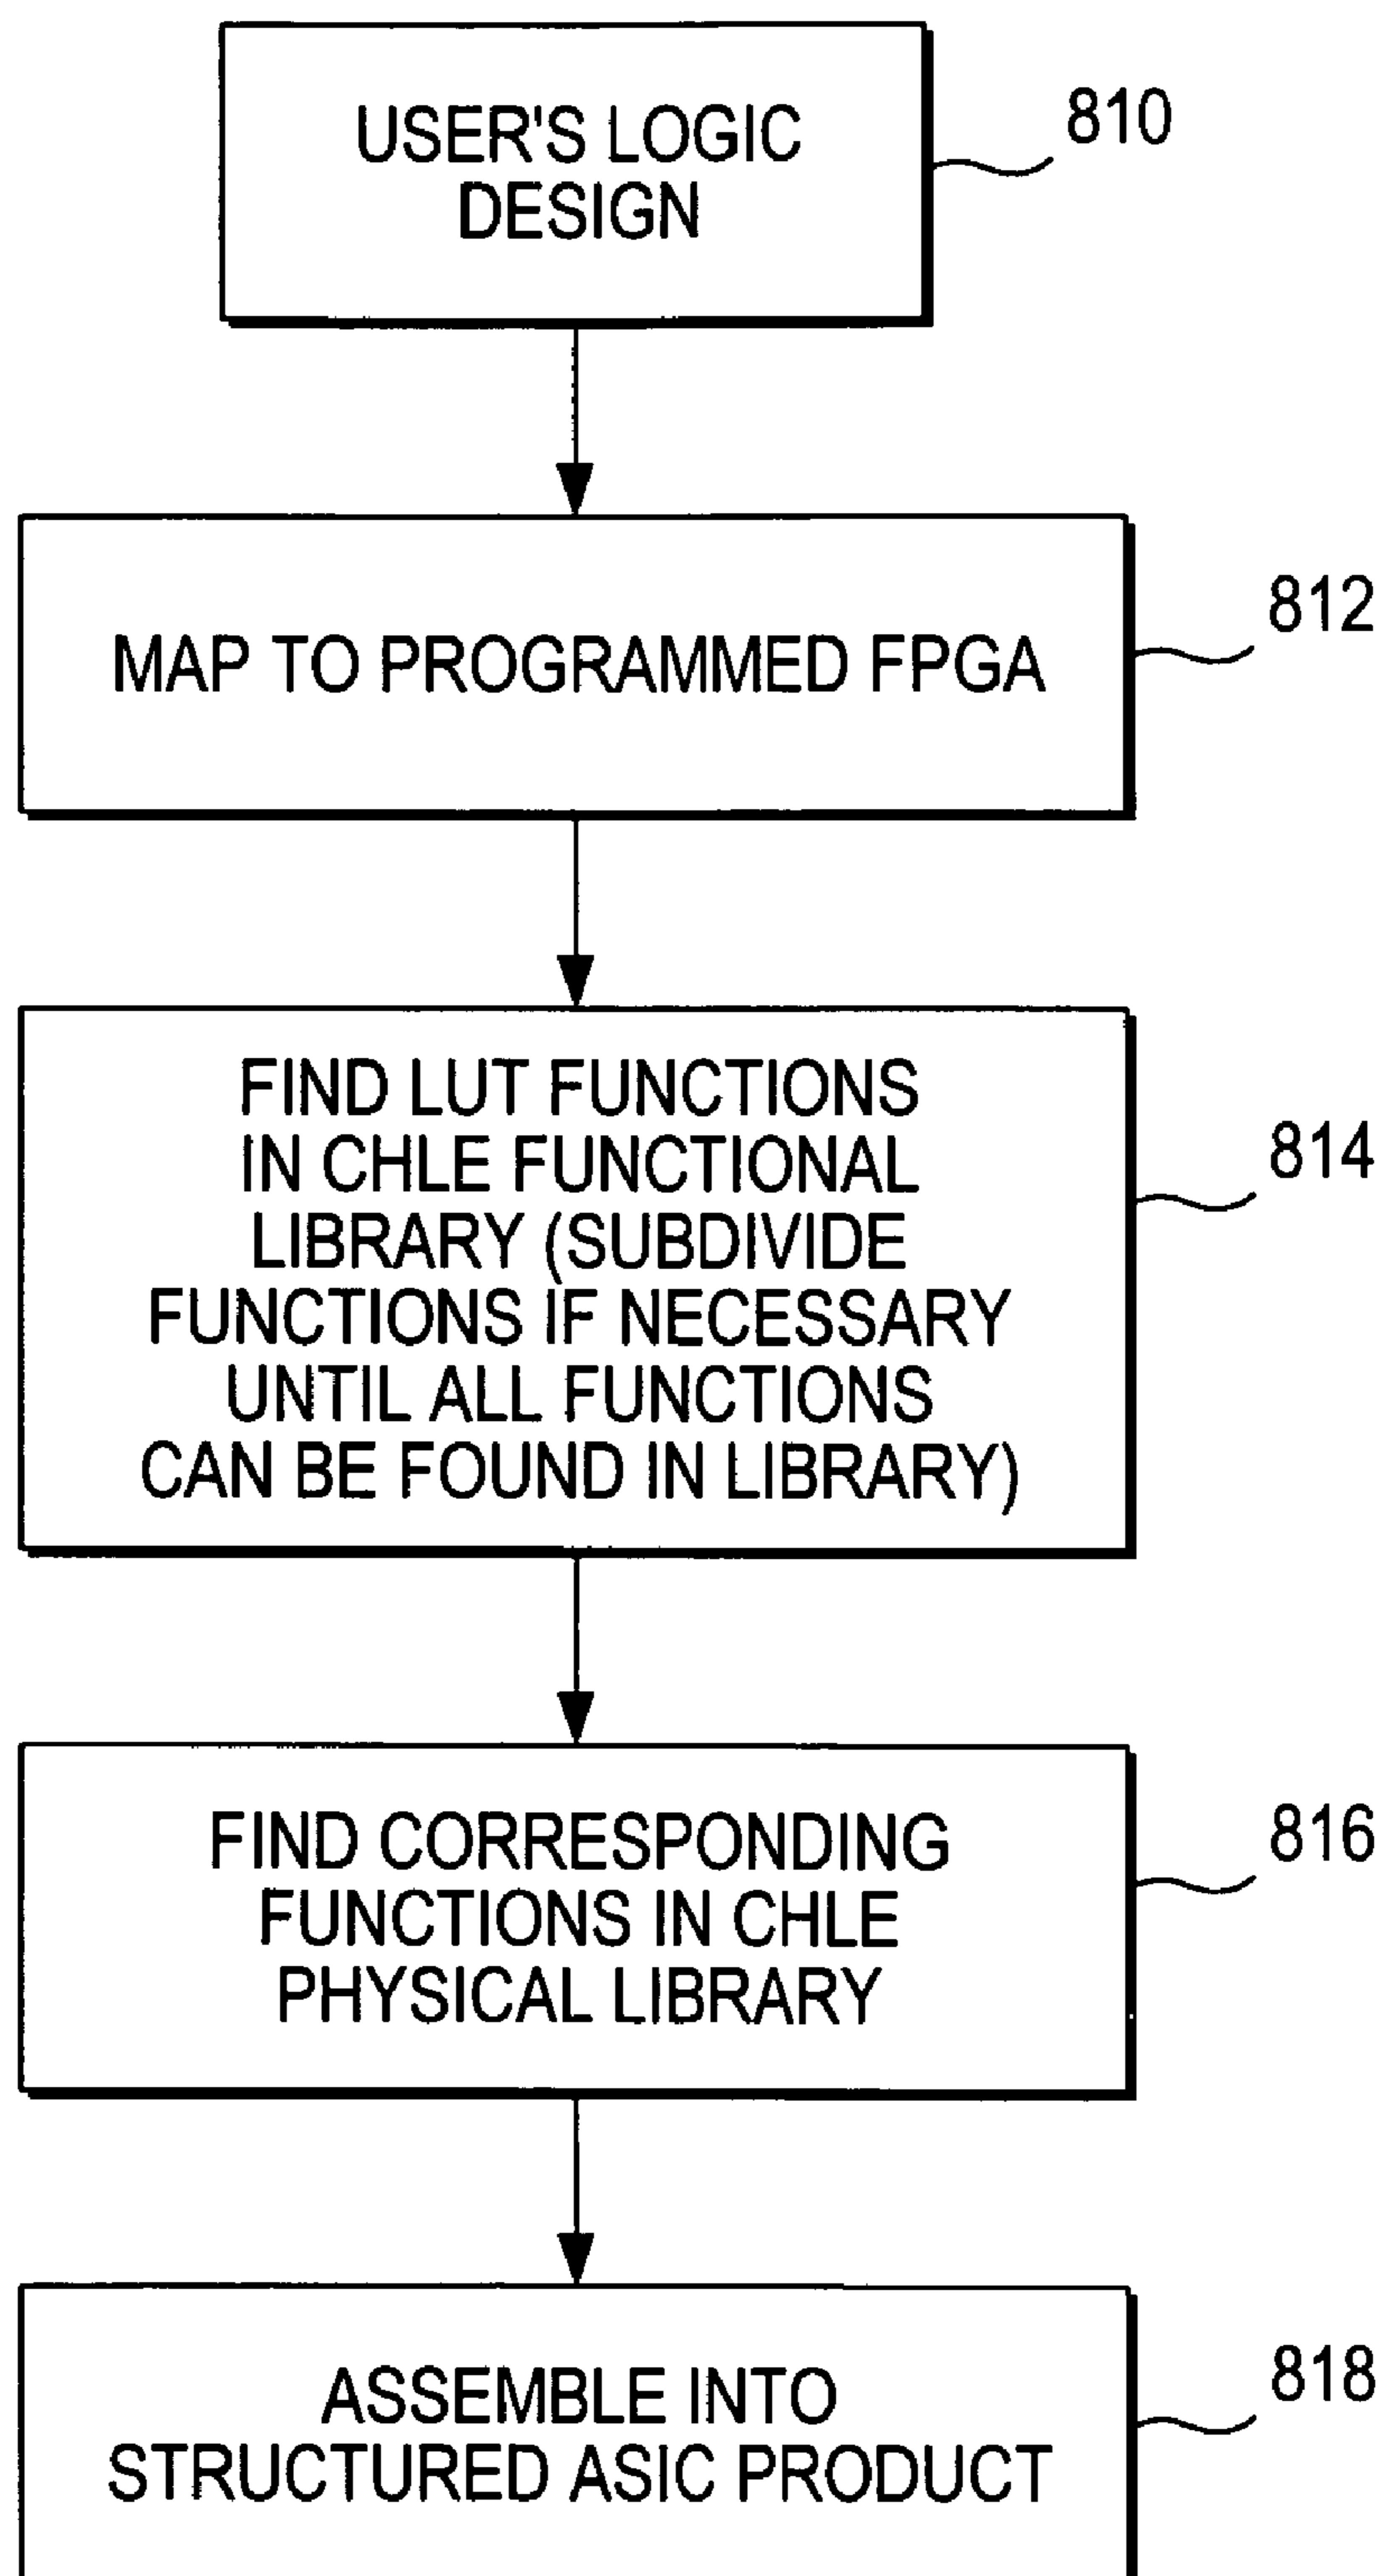 USER'S LOGIC
DESIGN
810
MAP TO PROGRAMMED FPGA
812
FIND LUT FUNCTIONS
IN CHLE FUNCTIONAL
LIBRARY (SUBDIVIDE
FUNCTIONS IF NECESSARY
UNTIL ALL FUNCTIONS
CAN BE FOUND IN LIBRARY)
814
FIND CORRESPONDING
FUNCTIONS IN CHLE
PHYSICAL LIBRARY
816
ASSEMBLE INTO
STRUCTURED ASIC PRODUCT
818